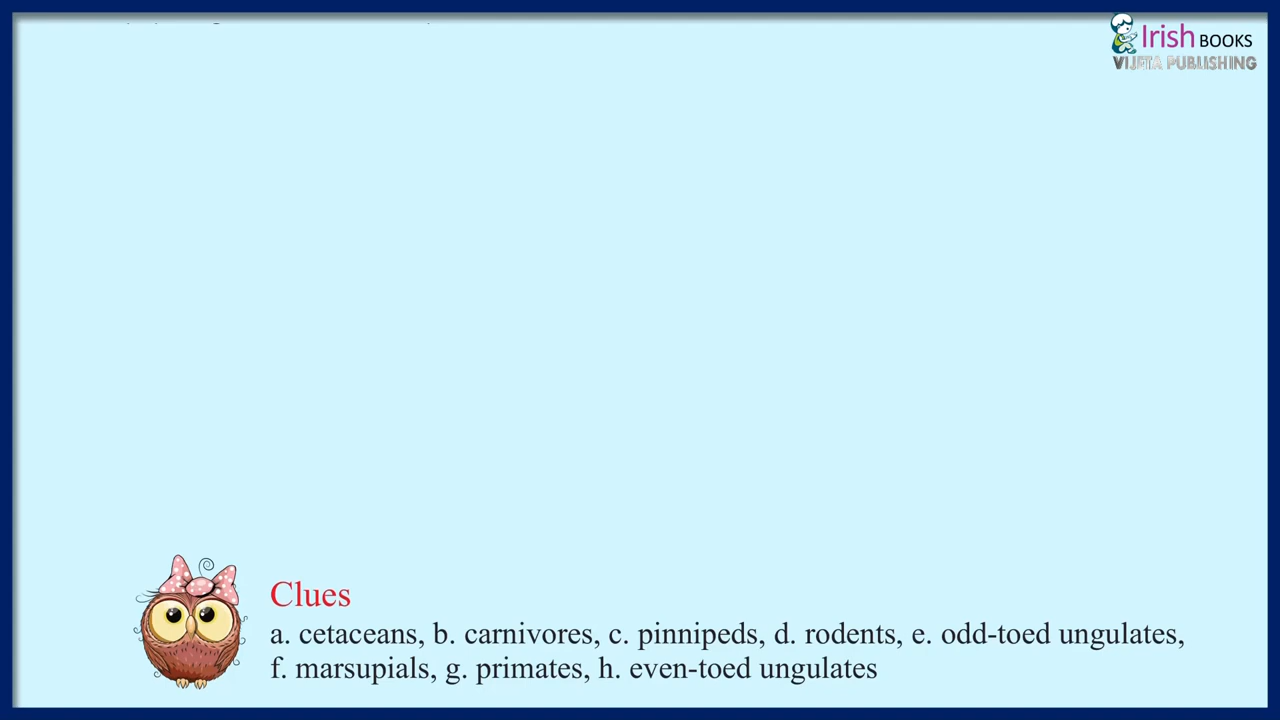 Irish BOOKS
VIJETA PUBLISHING
Clues
a. cetaceans, b. carnivores, c. pinnipeds, d. rodents, e. odd-toed ungulates,
f. marsupials, g. primates, h. even-toed ungulates